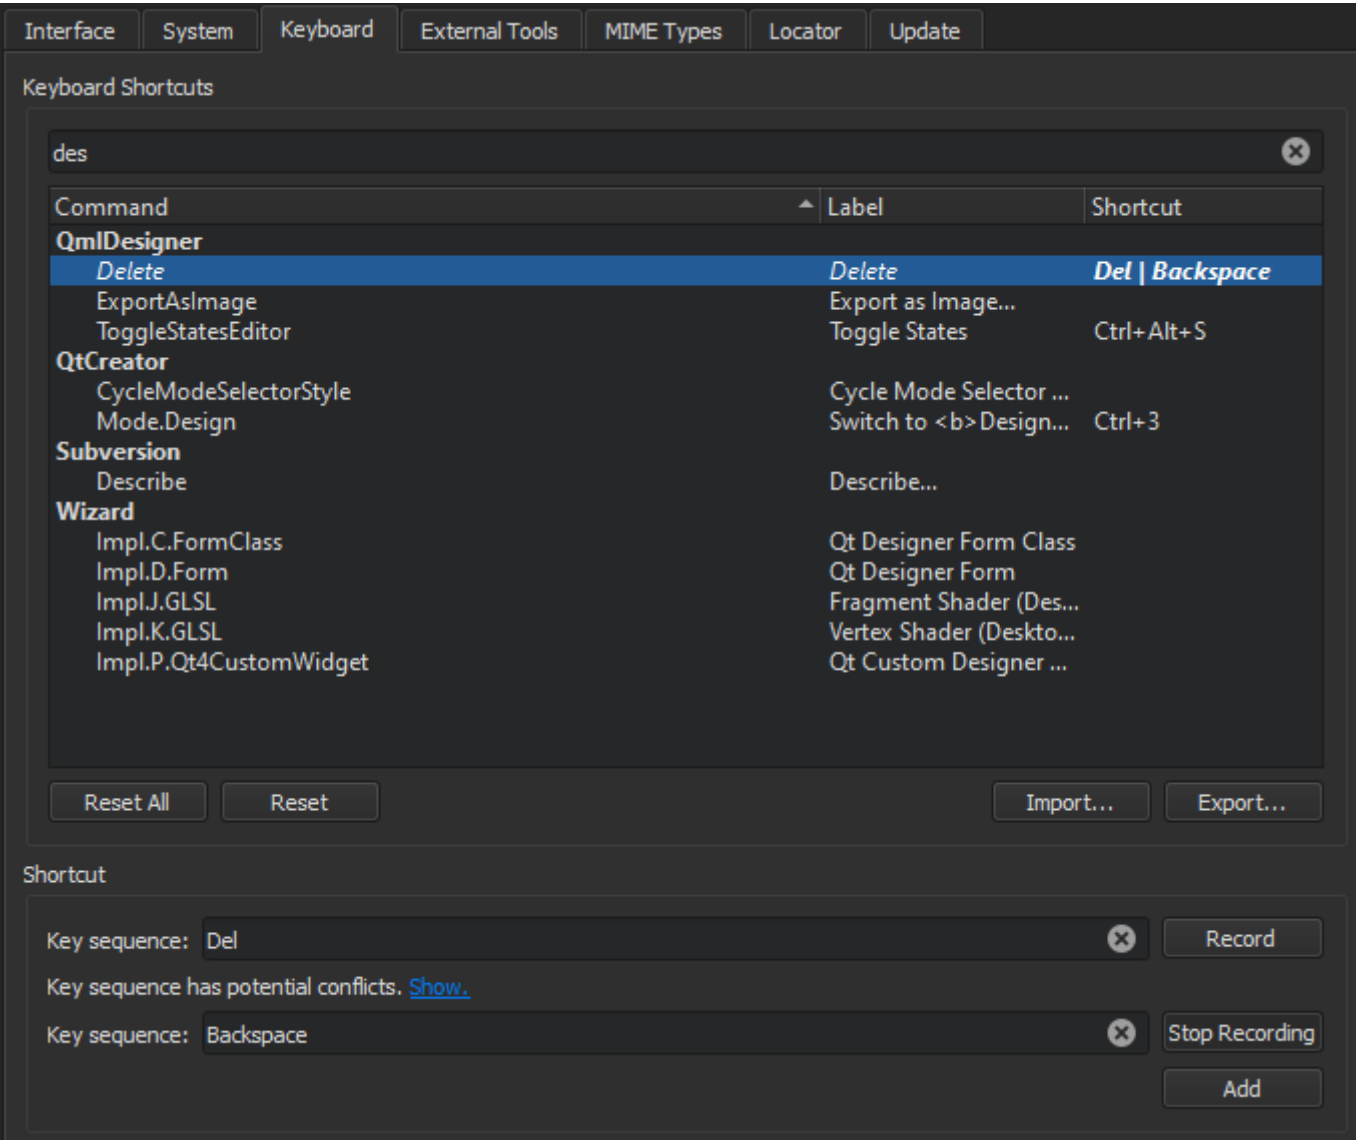 Interface System Keyboard External Tools MIME Types Locator Update
Keyboard Shortcuts
des
Command Label Shortcut
QmlDesigner
Delete Delete Del | Backspace
ExportAsImage Export as Image...
ToggleStatesEditor Toggle States Ctrl+Alt+S
QtCreator
CycleModeSelectorStyle Cycle Mode Selector ...
Mode.Design Switch to <b>Design... Ctrl+3
Subversion
Describe Describe...
Wizard
Impl.C.FormClass Qt Designer Form Class
Impl.D.Form Qt Designer Form
Impl.J.GLSL Fragment Shader (Des...
Impl.K.GLSL Vertex Shader (Deskto...
Impl.P.Qt4CustomWidget Qt Custom Designer ...
Reset All Reset Import... Export...
Shortcut
Key sequence: Del Record
Key sequence has potential conflicts. Show.
Key sequence: Backspace Stop Recording
Add